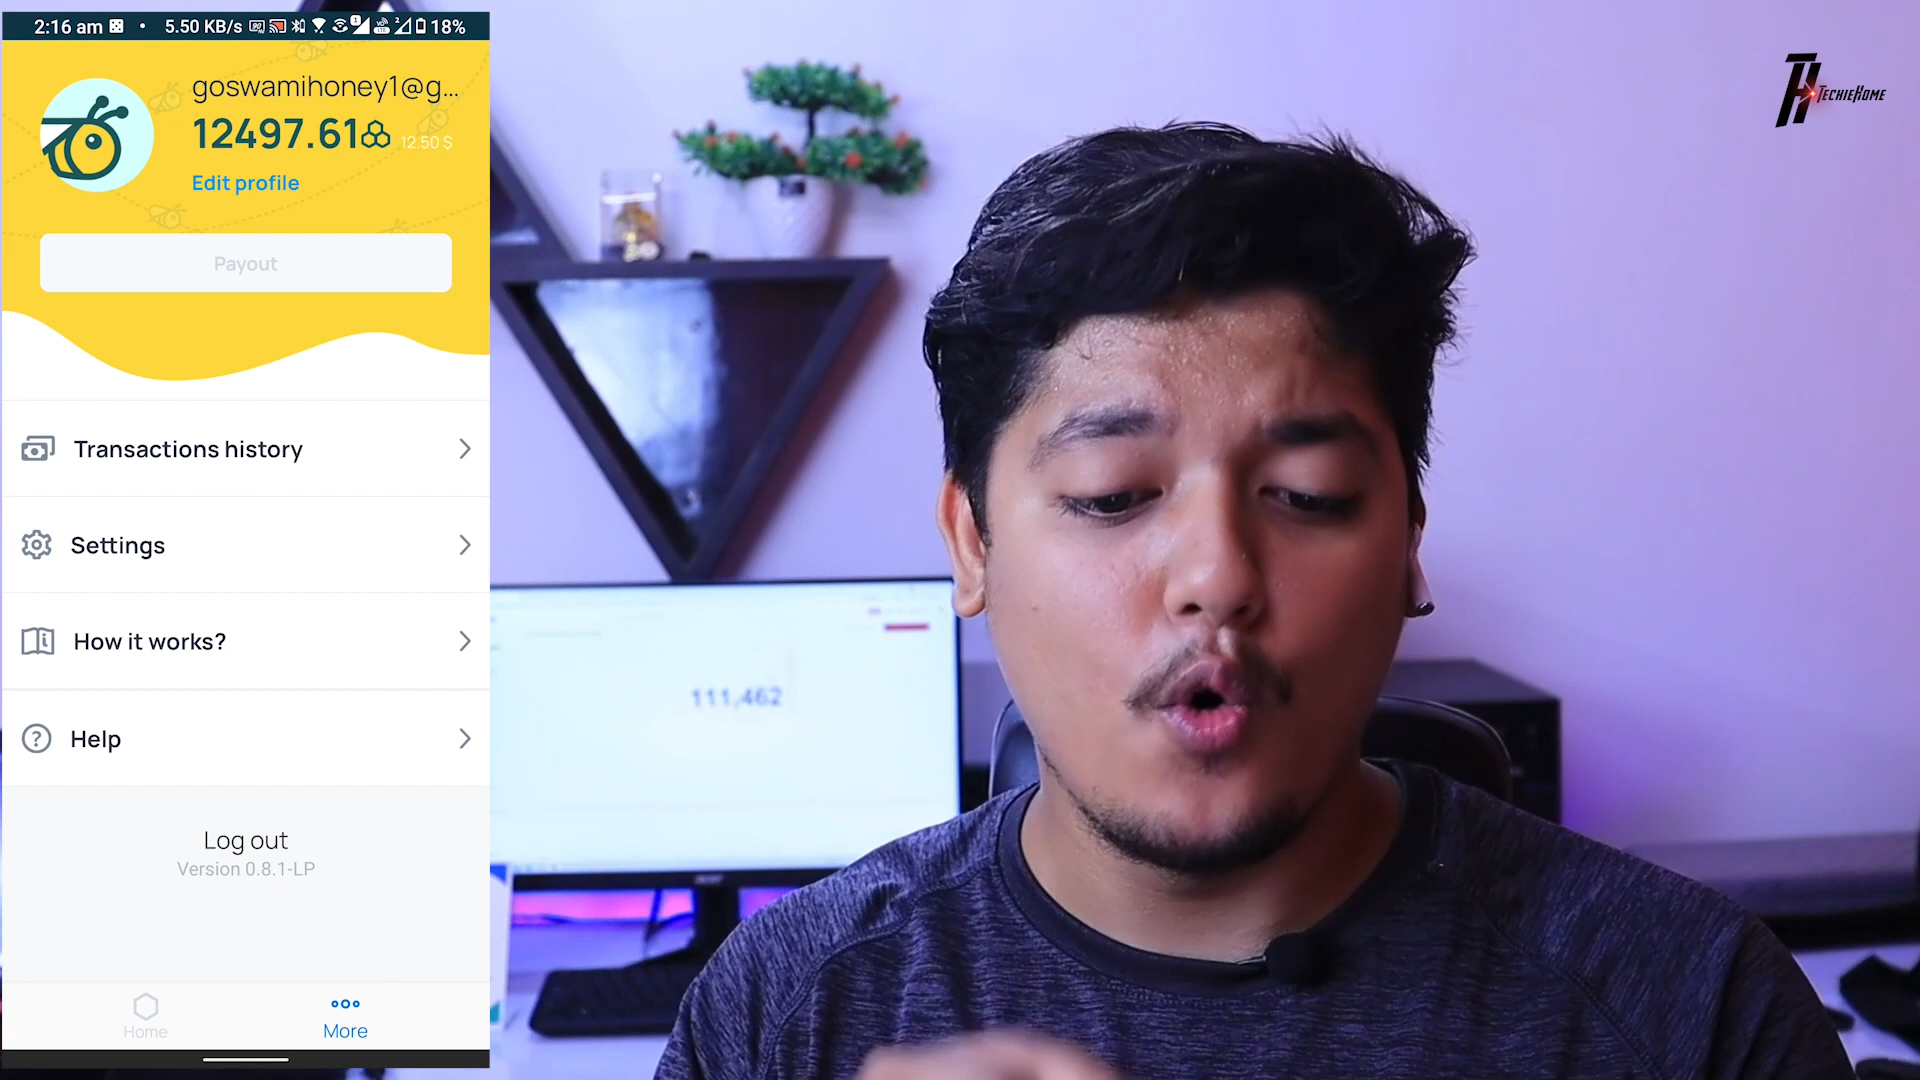 2:16 am
5.50 KB/s
18%
goswamihoney1@g...
12497.61
12.50 $
Edit profile
Payout
Transactions history
Settings
How it works?
Help
Log out
Version 0.8.1-LP
Home
More
111,462
TECHIEHOME